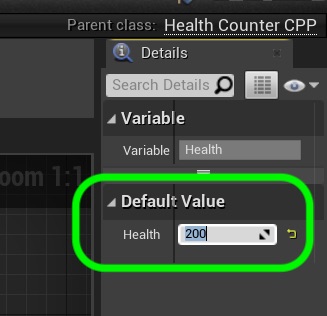 Parent class: Health Counter CPP
Details
Search Details
Variable
Variable Health
oom 1:1
Default Value
Health 200